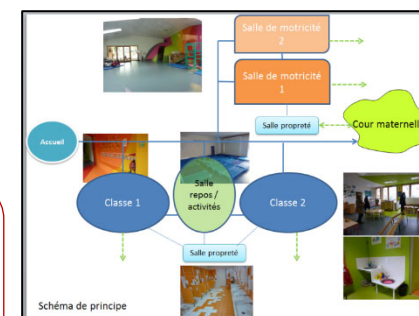 Salle de motricité
2
Salle de motricité
1
Salle propreté
Cour maternelle
Accueil
Classe 1
Salle
repos /
activités
Classe 2
Salle propreté
Schéma de principe